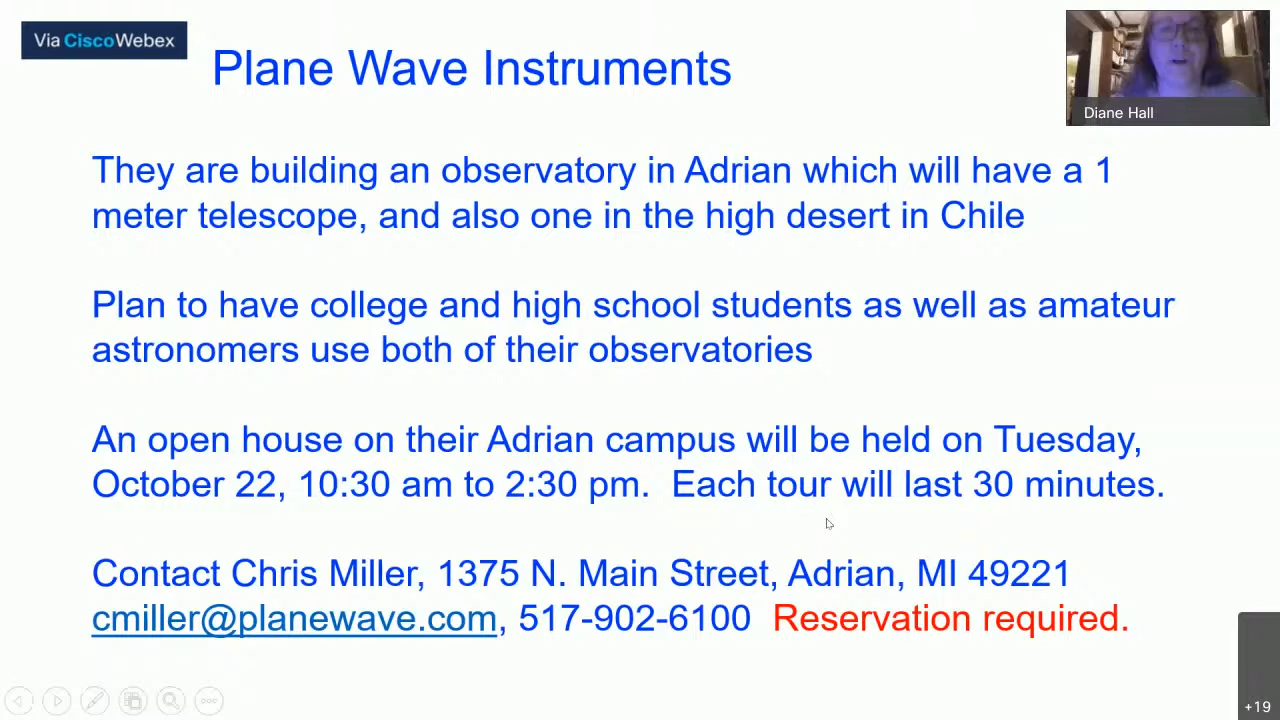 Via Cisco Webex
Plane Wave Instruments
Diane Hall
They are building an observatory in Adrian which will have a 1
meter telescope, and also one in the high desert in Chile
Plan to have college and high school students as well as amateur
astronomers use both of their observatories
An open house on their Adrian campus will be held on Tuesday,
October 22, 10:30 am to 2:30 pm.  Each tour will last 30 minutes.
Contact Chris Miller, 1375 N. Main Street, Adrian, MI 49221
cmiller@planewave.com, 517-902-6100  Reservation required.
+19